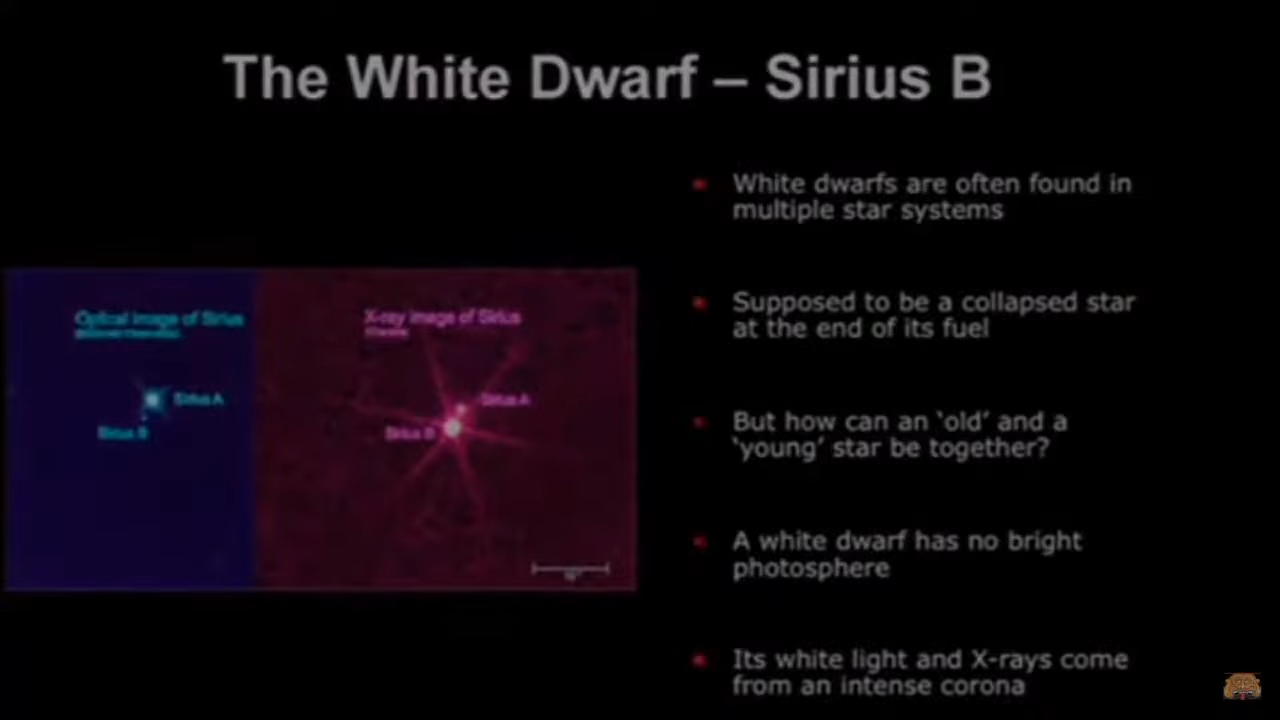 The White Dwarf – Sirius B
White dwarfs are often found in
multiple star systems
Supposed to be a collapsed star
at the end of its fuel
But how can an ‘old’ and a
‘young’ star be together?
A white dwarf has no bright
photosphere
Its white light and X-rays come
from an intense corona
Optical image of Sirius
Sirius A
Sirius B
X-ray image of Sirius
Sirius A
Sirius B